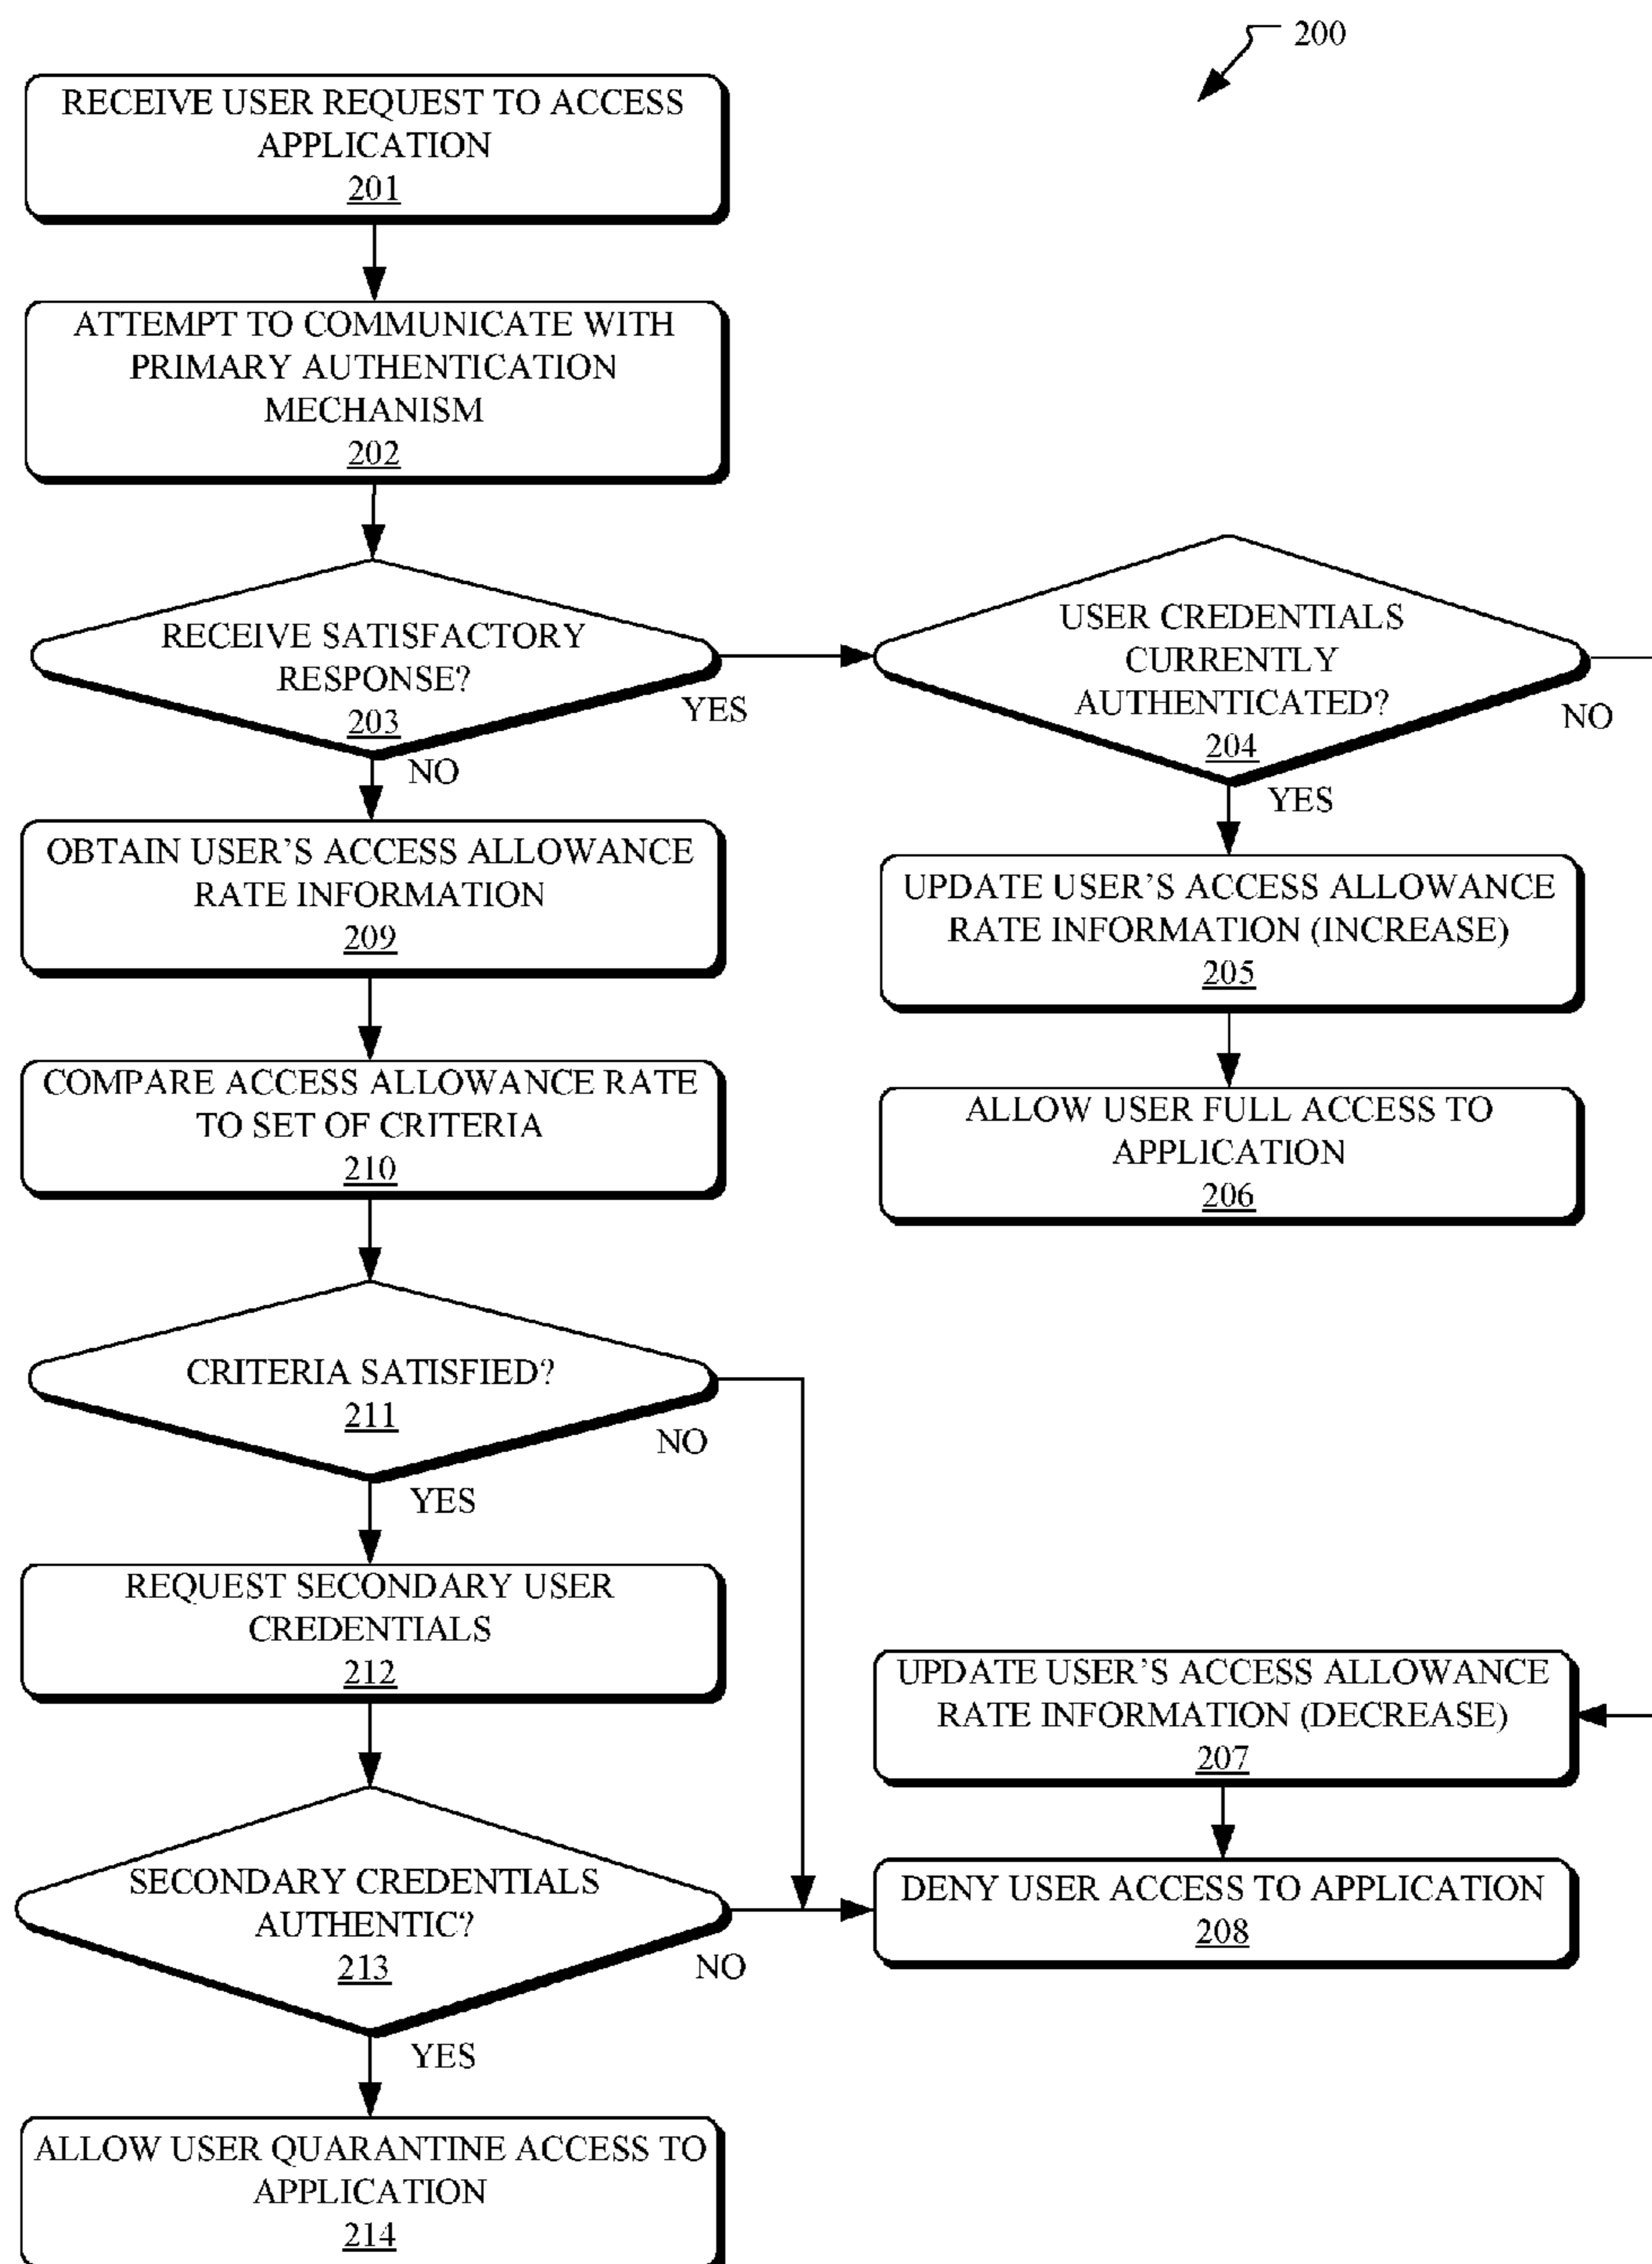 200
RECEIVE USER REQUEST TO ACCESS
APPLICATION
201
ATTEMPT TO COMMUNICATE WITH
PRIMARY AUTHENTICATION
MECHANISM
202
RECEIVE SATISFACTORY
RESPONSE?
203
YES
NO
USER CREDENTIALS
CURRENTLY
AUTHENTICATED?
204
NO
YES
UPDATE USER'S ACCESS ALLOWANCE
RATE INFORMATION (INCREASE)
205
ALLOW USER FULL ACCESS TO
APPLICATION
206
OBTAIN USER'S ACCESS ALLOWANCE
RATE INFORMATION
209
COMPARE ACCESS ALLOWANCE RATE
TO SET OF CRITERIA
210
CRITERIA SATISFIED?
211
NO
YES
REQUEST SECONDARY USER
CREDENTIALS
212
UPDATE USER'S ACCESS ALLOWANCE
RATE INFORMATION (DECREASE)
207
DENY USER ACCESS TO APPLICATION
208
SECONDARY CREDENTIALS
AUTHENTIC?
213
NO
YES
ALLOW USER QUARANTINE ACCESS TO
APPLICATION
214